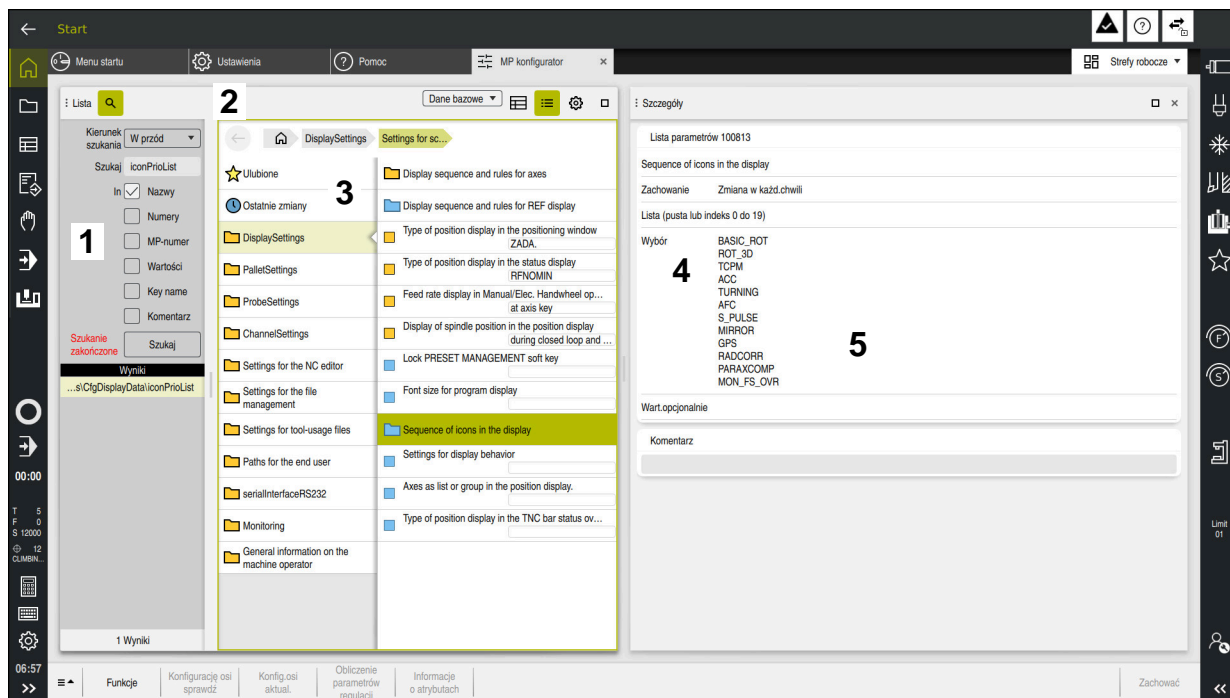 Start
Menu startu
Ustawienia
Pomoc
MP konfigurator
Strefy robocze
Lista
2
Dane bazowe
Szczegóły
Kierunek
szukania
W przód
Szukaj
iconPrioList
In
Nazwy
Numery
1
MP-numer
Wartości
Key name
Komentarz
Szukanie
zakończone
Szukaj
Wyniki
...s\CfgDisplayData\iconPrioList
1 Wyniki
DisplaySettings
Settings for sc...
Ulubione
3
Ostatnie zmiany
DisplaySettings
PalletSettings
ProbeSettings
ChannelSettings
Settings for the NC editor
Settings for the file
management
Settings for tool-usage files
Paths for the end user
serialInterfaceRS232
Monitoring
General information on the
machine operator
Display sequence and rules for axes
Display sequence and rules for REF display
Type of position display in the positioning window
ZADA.
Type of position display in the status display
RFNOMIN
Feed rate display in Manual/Elec. Handwheel op...
at axis key
Display of spindle position in the position display
during closed loop and ...
Lock PRESET MANAGEMENT soft key
Font size for program display
Sequence of icons in the display
Settings for display behavior
Axes as list or group in the position display.
Type of position display in the TNC bar status ov...
Lista parametrów 100813
Sequence of icons in the display
Zachowanie
Zmiana w każd.chwili
Lista (pusta lub indeks 0 do 19)
Wybór
4
BASIC_ROT
ROT_3D
TCPM
ACC
TURNING
AFC
S_PULSE
MIRROR
GPS
RADCORR
PARAXCOMP
MON_FS_OVR
5
Wart.opcjonalnie
Komentarz
00:00
T 5
F 0
S 12000
12
CLIMBIN...
06:57
F
S
Limit
01
Funkcje
Konfigurację osi
sprawdź
Konfig.osi
aktual.
Obliczenie
parametrów
regulacji
Informacje
o atrybutach
Zachować